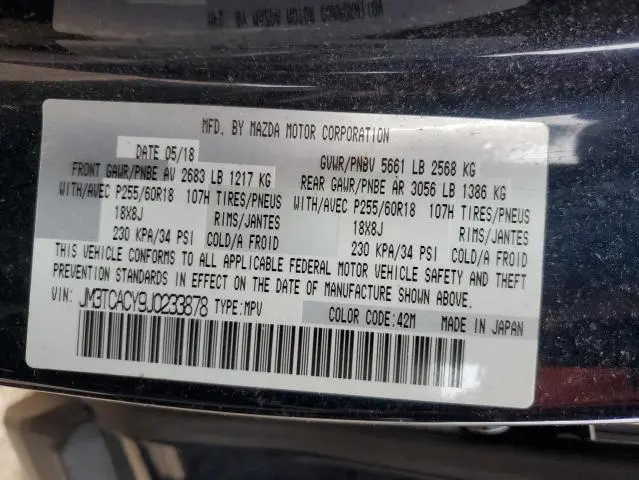 MFD. BY MAZDA MOTOR CORPORATION
DATE 05/18 GVWR/PNBV 5661 LB 2568 KG
FRONT GAWR/PNBE AV 2683 LB 1217 KG REAR GAWR/PNBE ÀR 3056 LB 1386 KG
WITH/AVEC P255/60R18 107H TIRES/PNEUS WITH/AVEC P255/60R18 107H TIRES/PNEUS
18X8J RIMS/JANTES 18X8J RIMS/JANTES
230 KPA/34 PSI COLD/A FROID 230 KPA/34 PSI COLD/A FROID
THIS VEHICLE CONFORMS TO ALL APPLICABLE FEDERAL MOTOR VEHICLE SAFETY AND THEFT
PREVENTION STANDARDS IN EFFECT ON THE DATE OF MANUFACTURE SHOWN ABOVE.
VIN: JM3TCACY9J0233878 TYPE:MPV COLOR CODE:42M MADE IN JAPAN